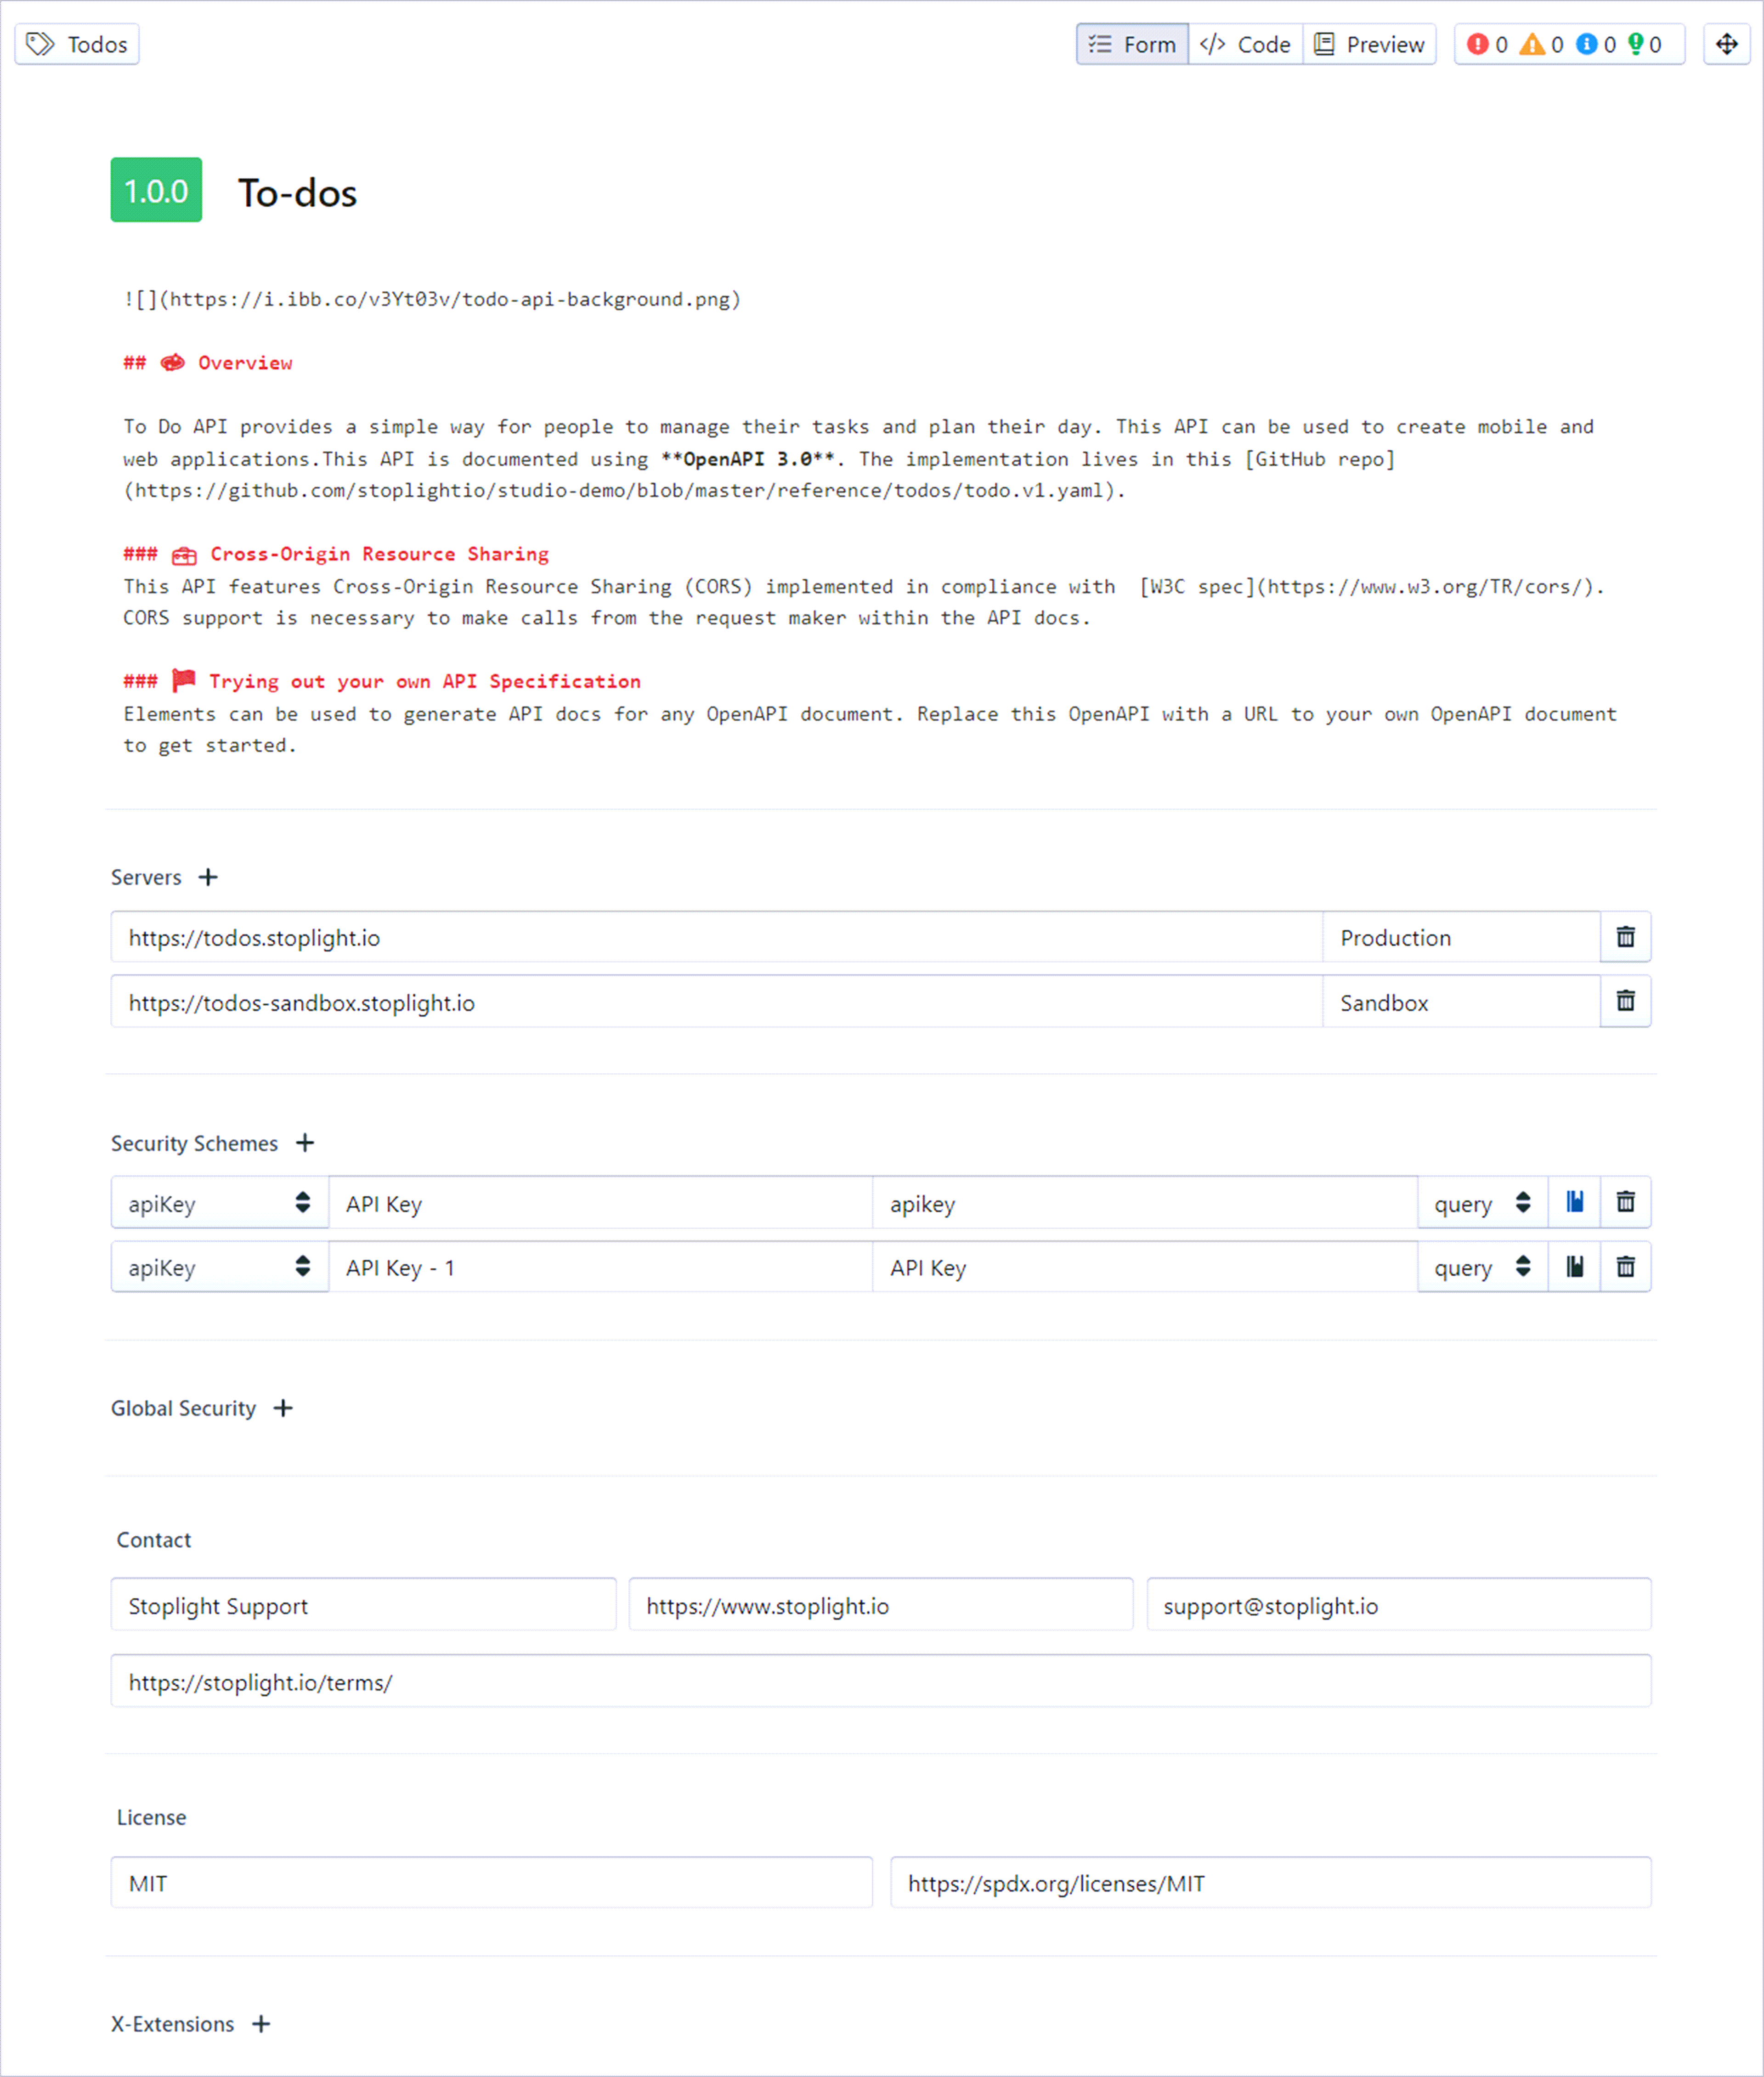 Todos
Form
</> Code
Preview
0 0 0 0
1.0.0 To-dos
![](https://i.ibb.co/v3Yt03v/todo-api-background.png)
## Overview
To Do API provides a simple way for people to manage their tasks and plan their day. This API can be used to create mobile and
web applications.This API is documented using **OpenAPI 3.0**. The implementation lives in this [GitHub repo]
(https://github.com/stoplightio/studio-demo/blob/master/reference/todos/todo.v1.yaml).
### Cross-Origin Resource Sharing
This API features Cross-Origin Resource Sharing (CORS) implemented in compliance with  [W3C spec](https://www.w3.org/TR/cors/).
CORS support is necessary to make calls from the request maker within the API docs.
### Trying out your own API Specification
Elements can be used to generate API docs for any OpenAPI document. Replace this OpenAPI with a URL to your own OpenAPI document
to get started.
Servers +
https://todos.stoplight.io Production
https://todos-sandbox.stoplight.io Sandbox
Security Schemes +
apiKey API Key apikey query
apiKey API Key - 1 API Key query
Global Security +
Contact
Stoplight Support https://www.stoplight.io support@stoplight.io
https://stoplight.io/terms/
License
MIT https://spdx.org/licenses/MIT
X-Extensions +